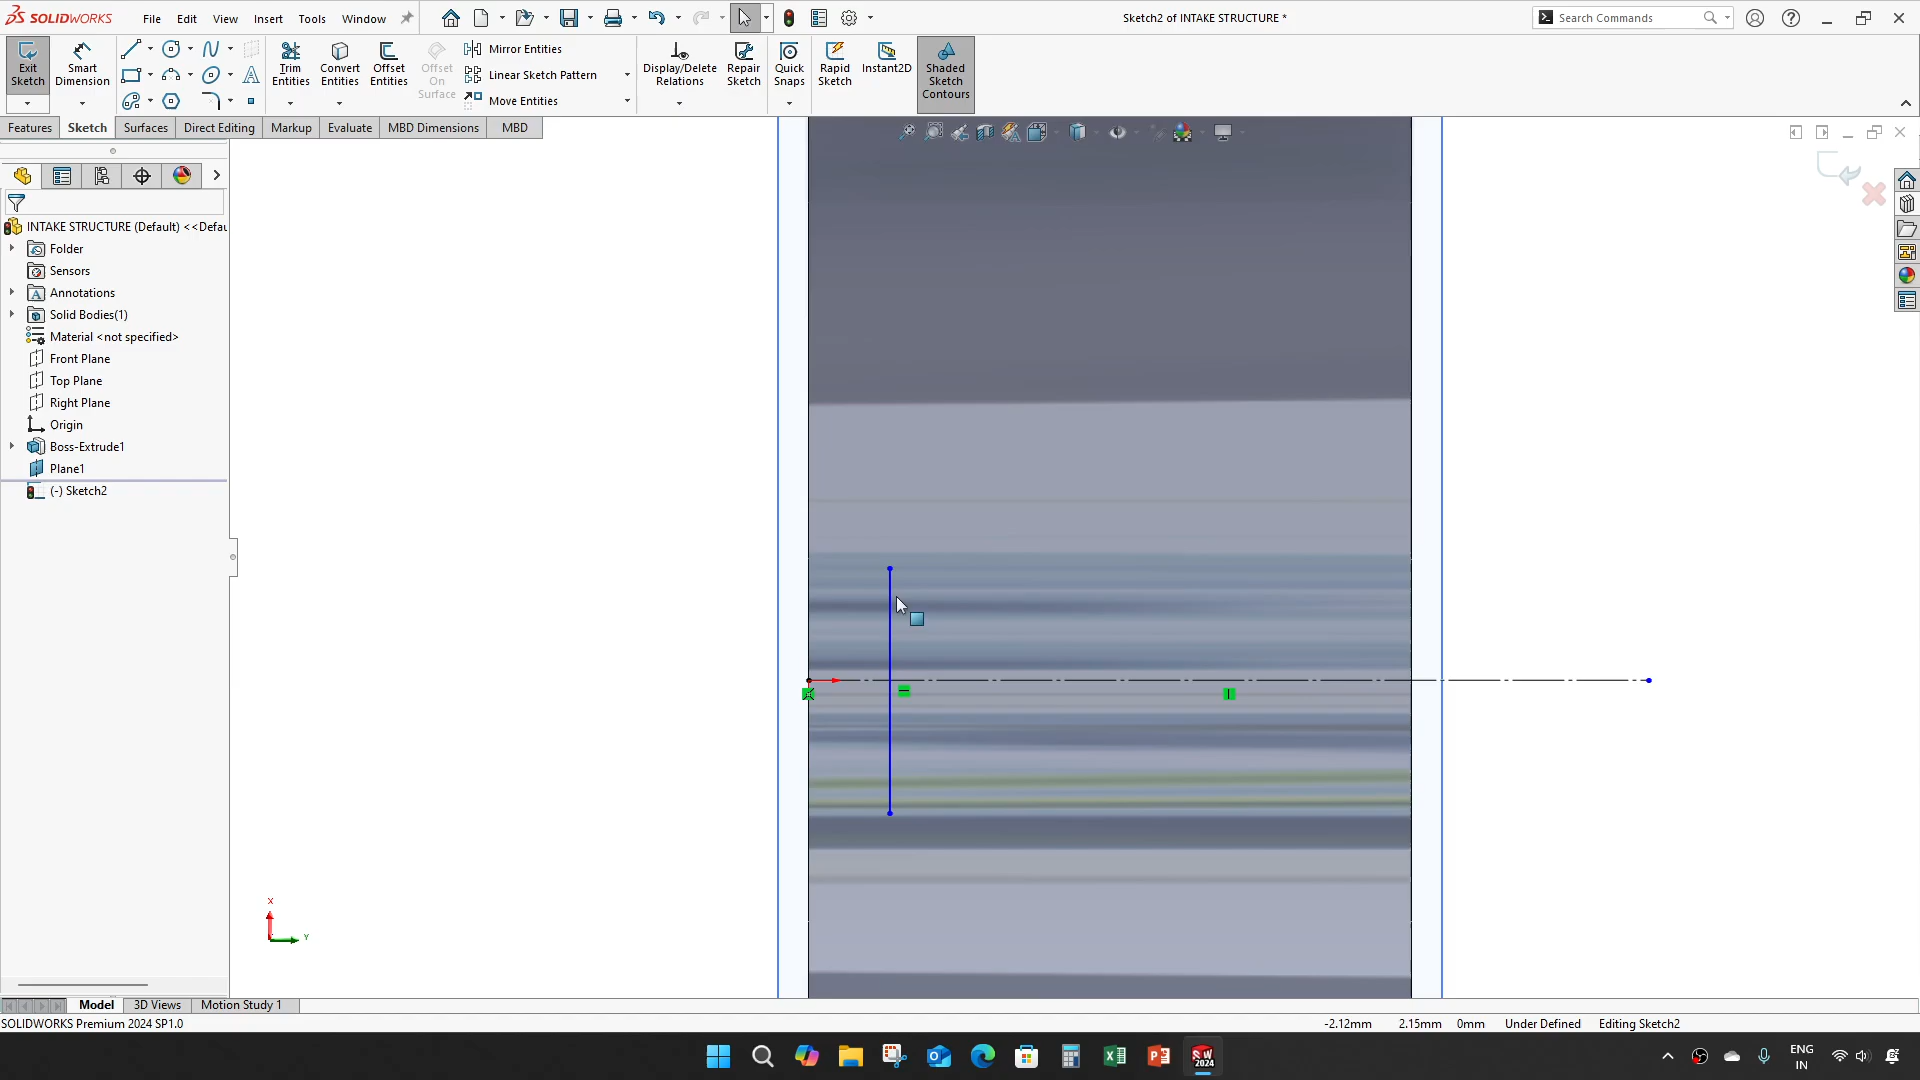 SOLIDWORKS
File
Edit
View
Insert
Tools
Window
Sketch2 of INTAKE STRUCTURE *
Search Commands
Exit Sketch
Smart Dimension
Trim Entities
Convert Entities
Offset Entities
Offset On Surface
Mirror Entities
Linear Sketch Pattern
Move Entities
Display/Delete Relations
Repair Sketch
Quick Snaps
Rapid Sketch
Instant2D
Shaded Sketch Contours
Features
Sketch
Surfaces
Direct Editing
Markup
Evaluate
MBD Dimensions
MBD
INTAKE STRUCTURE (Default) <<Defau
Folder
Sensors
Annotations
Solid Bodies(1)
Material <not specified>
Front Plane
Top Plane
Right Plane
Origin
Boss-Extrude1
Plane1
(-) Sketch2
X
Y
Model
3D Views
Motion Study 1
SOLIDWORKS Premium 2024 SP1.0
-2.12mm
2.15mm
0mm
Under Defined
Editing Sketch2
SW 2024
ENG
IN